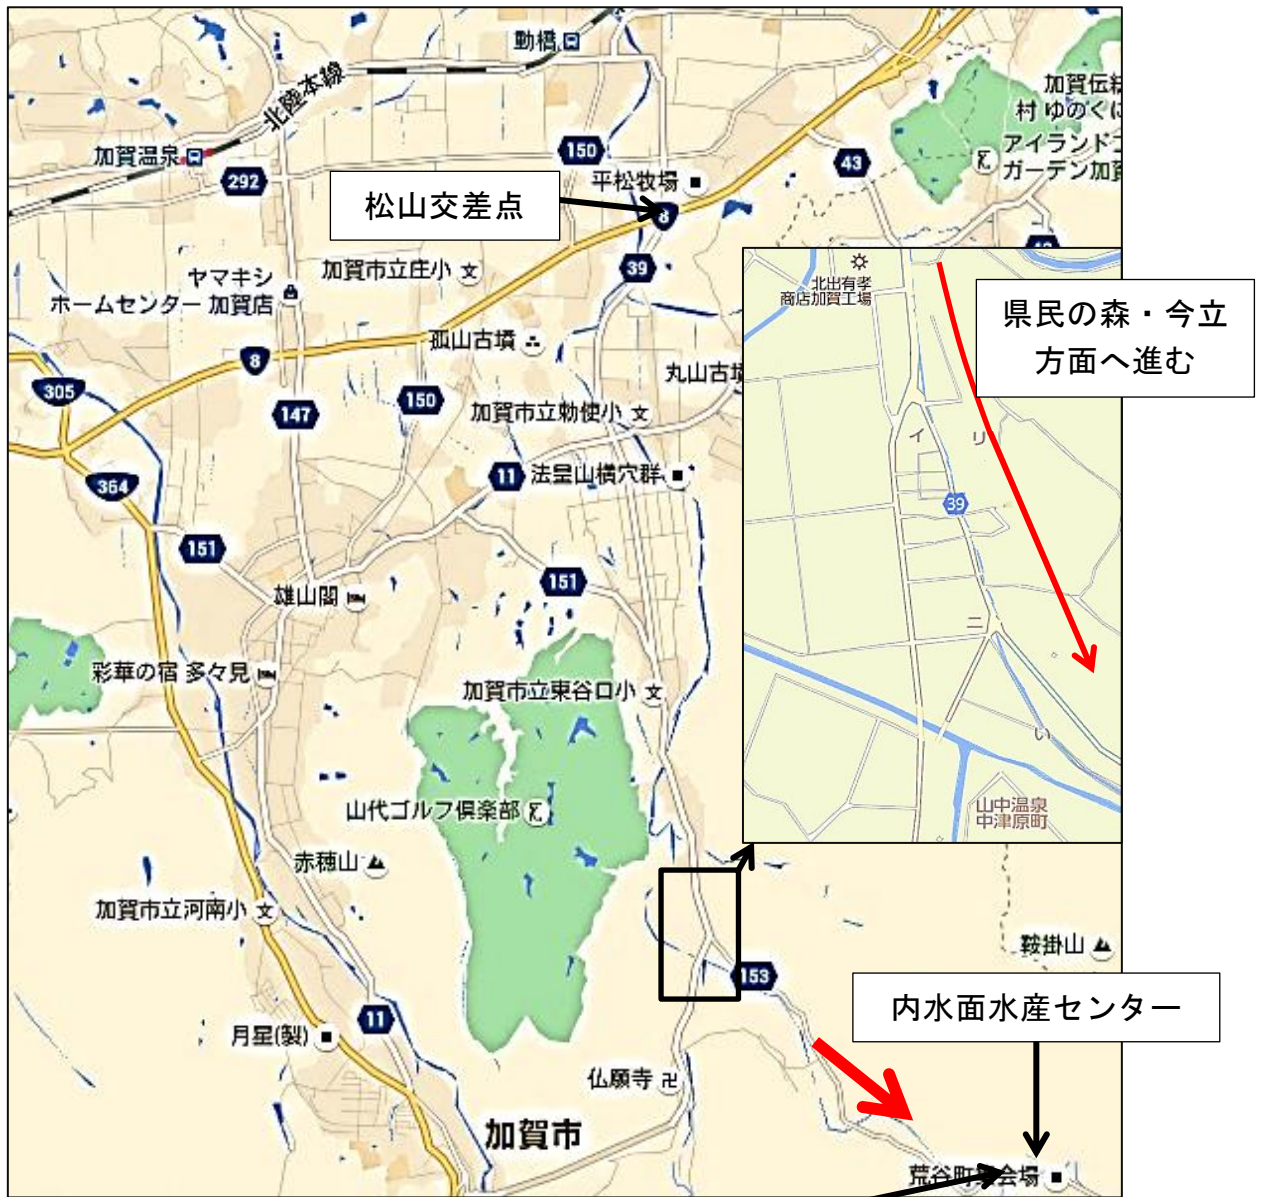 動橋
北陸本線
加賀伝統
村 ゆのくに
アイランド
ガーデン加賀
加賀温泉
292
150
43
平松牧場
松山交差点
8
39
加賀市立庄小
ヤマキシ
ホームセンター 加賀店
北出有孝
商店加賀工場
県民の森・今立
方面へ進む
孤山古墳
8
305
丸山古墳
147
150
加賀市立勅使小
イ
リ
364
11
法皇山横穴群
39
151
151
雄山閣
ニ
彩華の宿 多々見
加賀市立東谷口小
い
山代ゴルフ倶楽部
山中温泉
中津原町
赤穂山
加賀市立河南小
鞍掛山
153
内水面水産センター
11
月星(製)
仏願寺
加賀市
荒谷町
会場